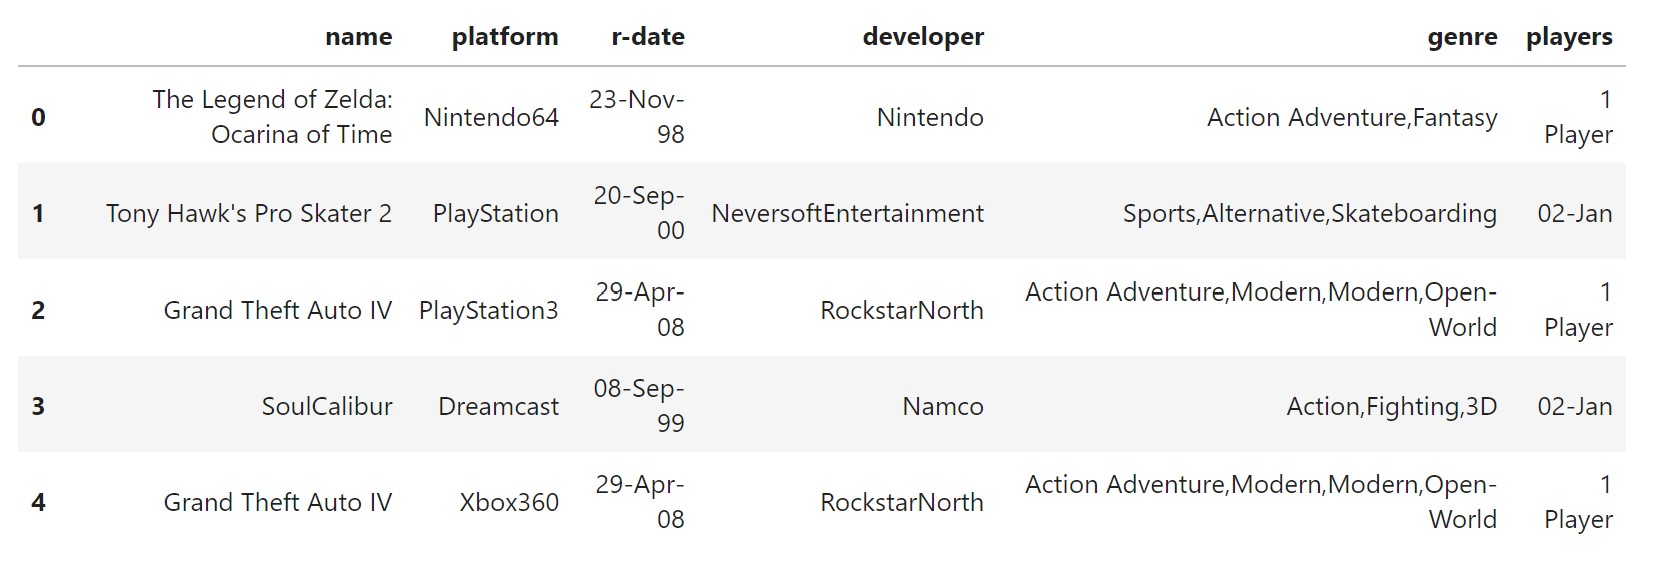 name platform r-date developer genre players
0 The Legend of Zelda: Ocarina of Time Nintendo64 23-Nov-98 Nintendo Action Adventure,Fantasy 1 Player
1 Tony Hawk's Pro Skater 2 PlayStation 20-Sep-00 NeversoftEntertainment Sports,Alternative,Skateboarding 02-Jan
2 Grand Theft Auto IV PlayStation3 29-Apr-08 RockstarNorth Action Adventure,Modern,Modern,Open-World 1 Player
3 SoulCalibur Dreamcast 08-Sep-99 Namco Action,Fighting,3D 02-Jan
4 Grand Theft Auto IV Xbox360 29-Apr-08 RockstarNorth Action Adventure,Modern,Modern,Open-World 1 Player